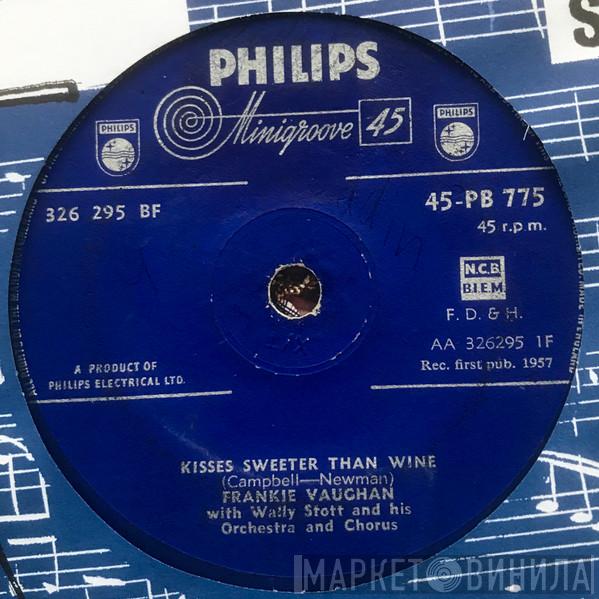 S
PHILIPS
Minigroove 45
PHILIPS
PHILIPS
326 295 BF
45-PB 775
45 r.p.m.
N.C.B.
B.I.E.M
F. D. & H.
AA 326295 1F
Rec. first pub. 1957
A PRODUCT OF
PHILIPS ELECTRICAL LTD.
KISSES SWEETER THAN WINE
(Campbell—Newman)
FRANKIE VAUGHAN
with Wally Stott and his
Orchestra and Chorus
МАРКЕТ ВИНИЛА